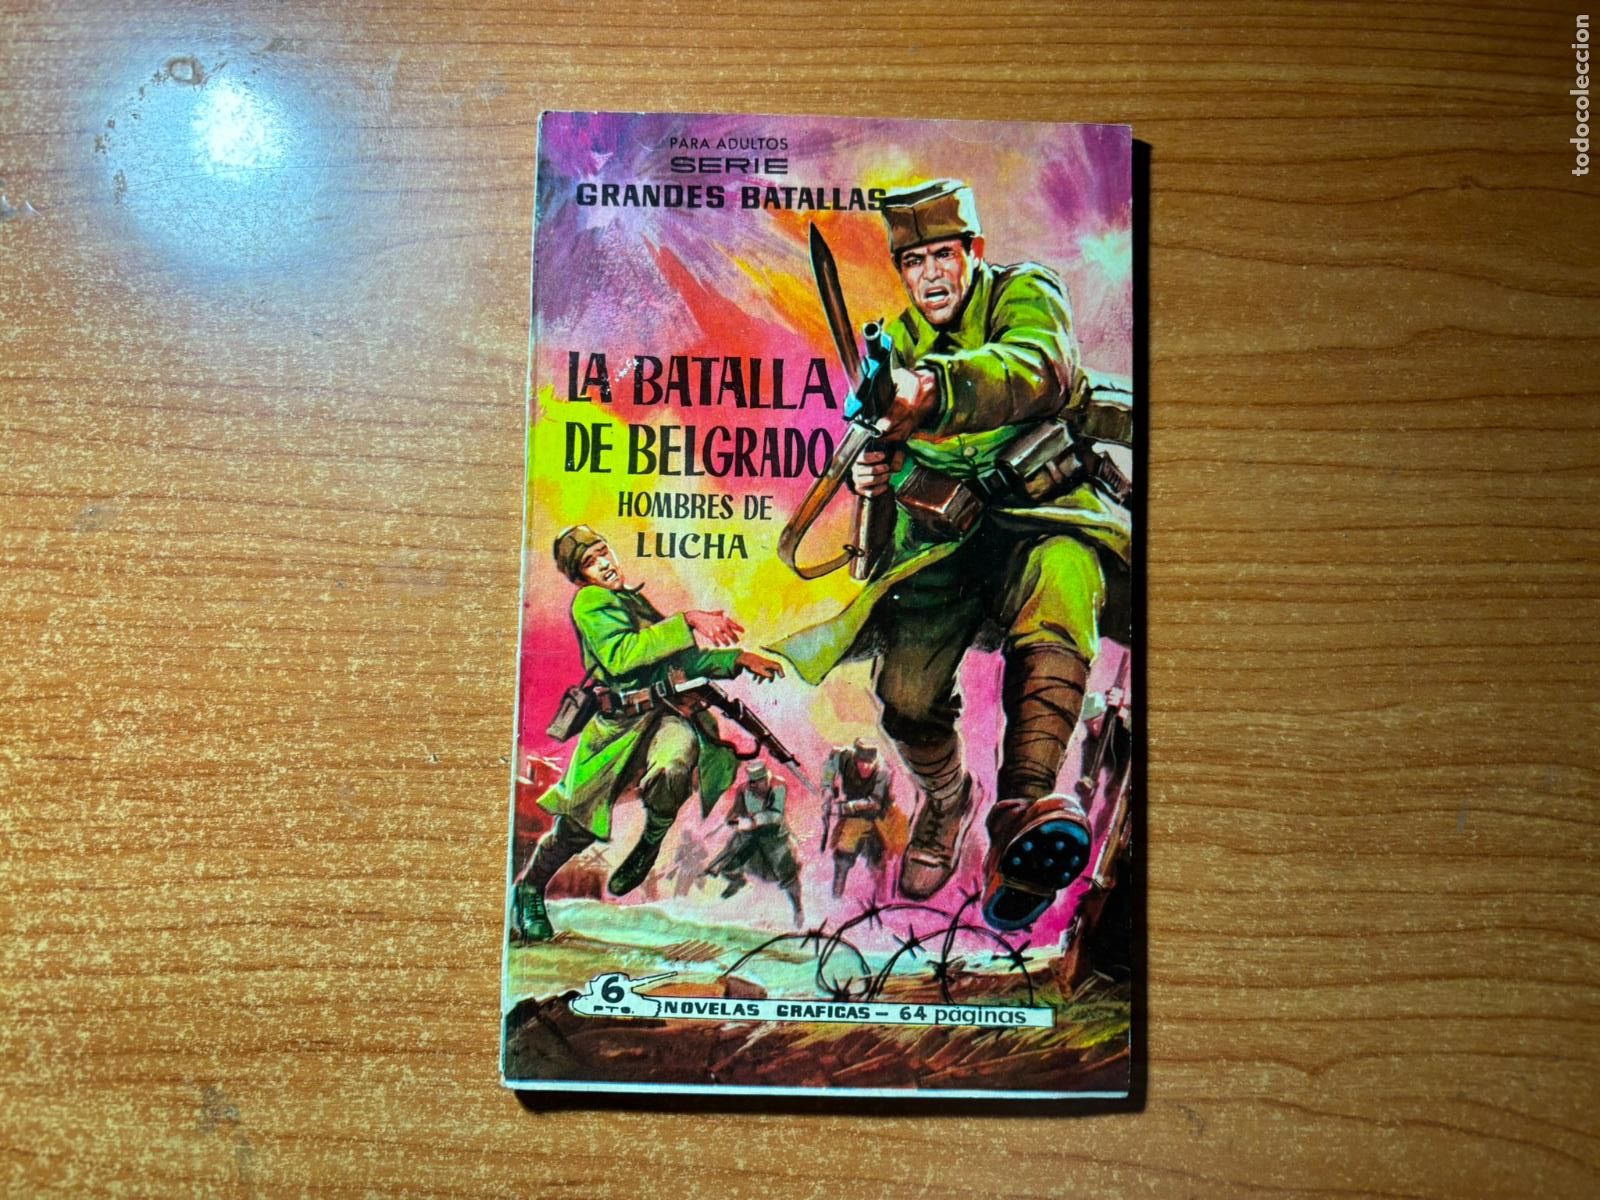 PARA ADULTOS
SERIE
GRANDES BATALLAS
LA BATALLA
DE BELGRADO
HOMBRES DE
LUCHA
6
PTS.
NOVELAS GRAFICAS - 64 páginas
todocoleccion